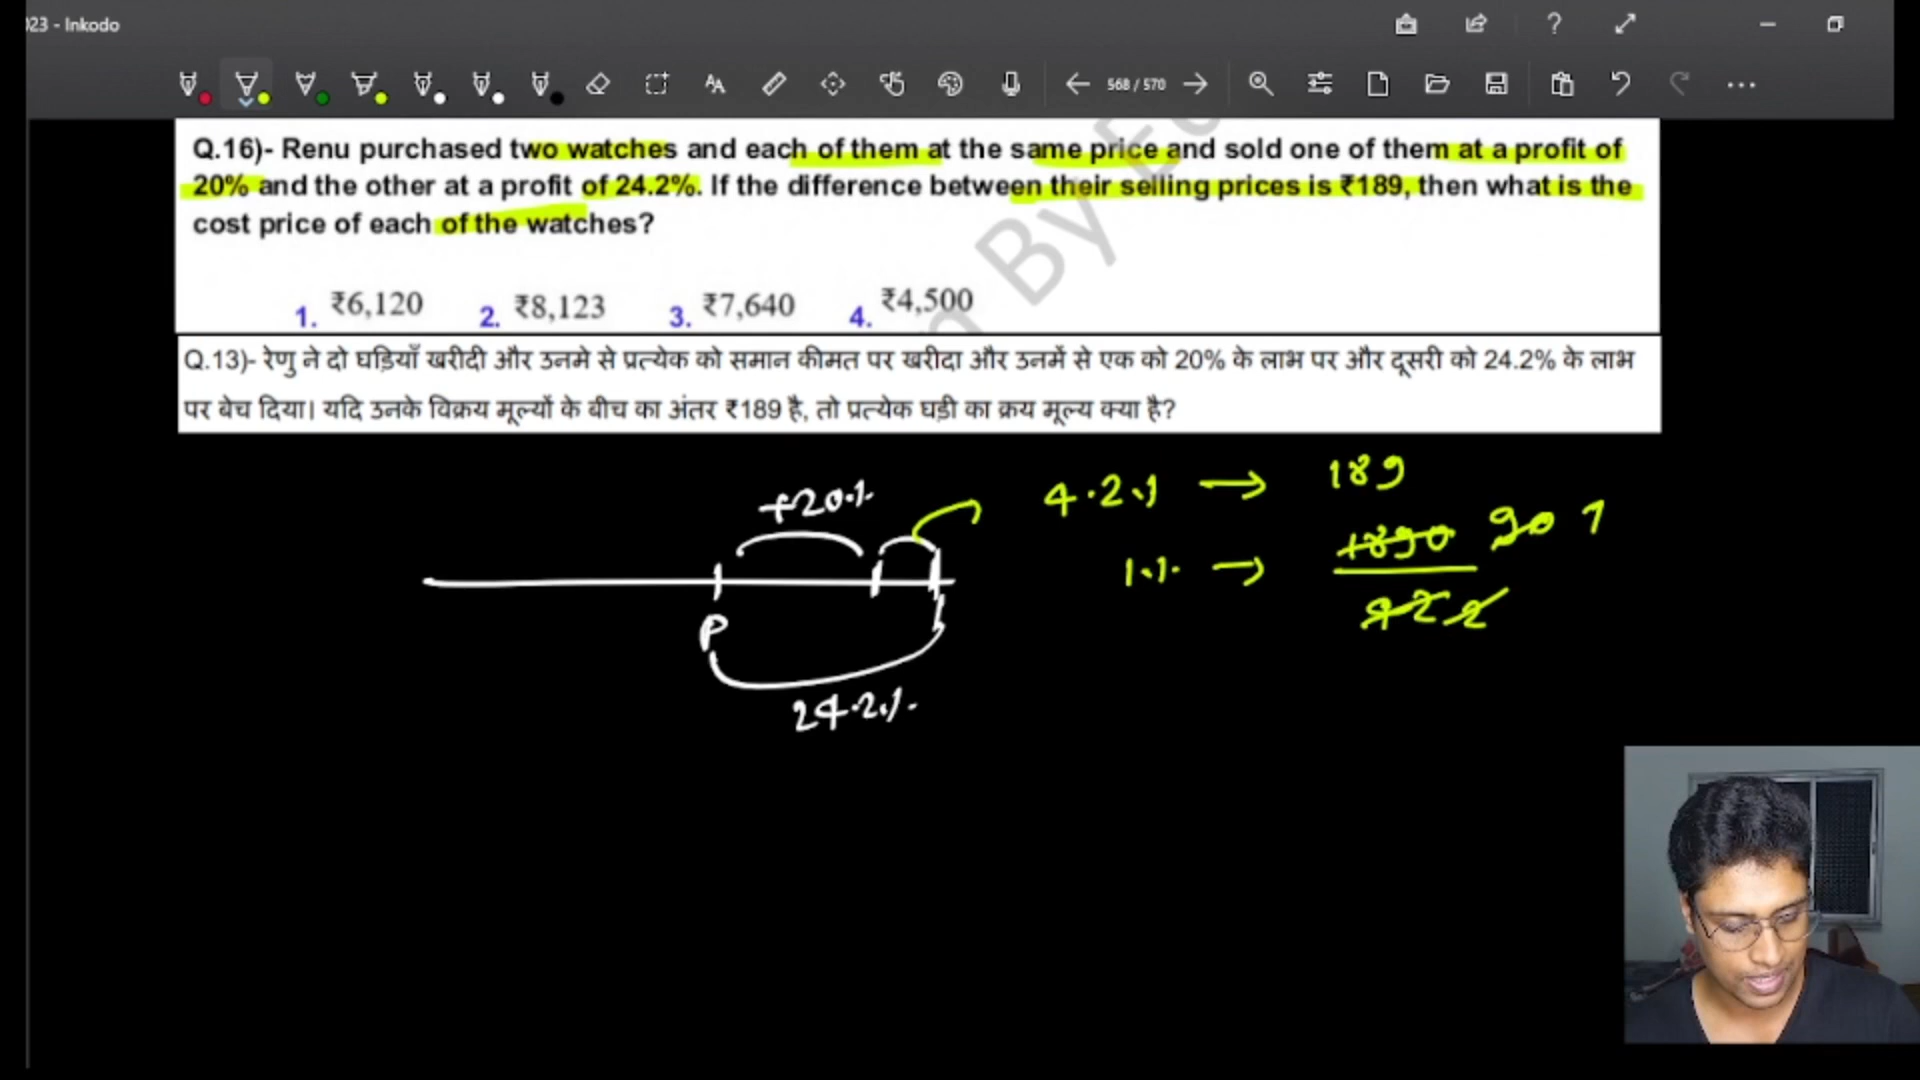 023 - Inkodo
568 / 570
Q.16)- Renu purchased two watches and each of them at the same price and sold one of them at a profit of
20% and the other at a profit of 24.2%. If the difference between their selling prices is ₹189, then what is the
cost price of each of the watches?
1. ₹6,120 2. ₹8,123 3. ₹7,640 4. ₹4,500
Q.13)- रेणु ने दो घड़ियाँ खरीदी और उनमे से प्रत्येक को समान कीमत पर खरीदा और उनमें से एक को 20% के लाभ पर और दूसरी को 24.2% के लाभ
पर बेच दिया। यदि उनके विक्रय मूल्यों के बीच का अंतर ₹189 है, तो प्रत्येक घड़ी का क्रय मूल्य क्या है?
+20% 4.2% → 189
1% → 1890 90
42 2
P
24.2%